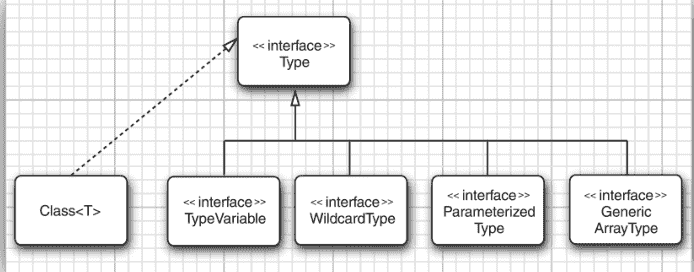 << interface>>
Type
Class<T>
<< interface>>
TypeVariable
<< interface>>
WildcardType
<< interface>>
Parameterized
Type
<< interface>>
Generic
ArrayType